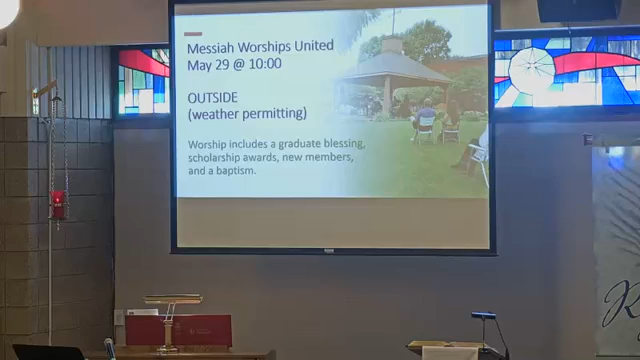 Messiah Worships United
May 29 @ 10:00
OUTSIDE
(weather permitting)
Worship includes a graduate blessing,
scholarship awards, new members,
and a baptism.
R